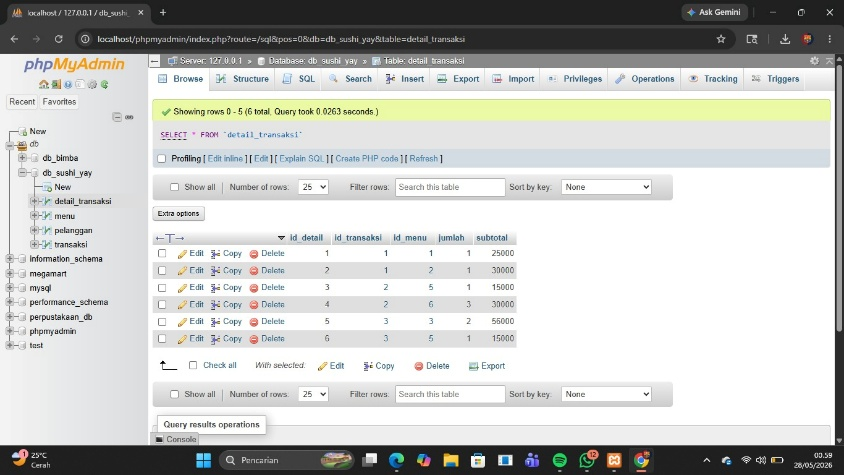 localhost / 127.0.0.1 / db_sushi_
Ask Gemini
localhost/phpmyadmin/index.php?route=/sql&pos=0&db=db_sushi_yay&table=detail_transaksi
phpMyAdmin
Recent Favorites
New
db
db_bimba
db_sushi_yay
New
detail_transaksi
menu
pelanggan
transaksi
information_schema
megamart
mysql
performance_schema
perpustakaan_db
phpmyadmin
test
Server: 127.0.0.1 » Database: db_sushi_yay » Table: detail_transaksi
Browse Structure SQL Search Insert Export Import Privileges Operations Tracking Triggers
Showing rows 0 - 5 (6 total, Query took 0.0263 seconds.)
SELECT * FROM `detail_transaksi`
Profiling [ Edit inline ] [ Edit ] [ Explain SQL ] [ Create PHP code ] [ Refresh ]
Show all Number of rows: 25 Filter rows: Search this table Sort by key: None
Extra options
←T→ id_detail id_transaksi id_menu jumlah subtotal
Edit Copy Delete 1 1 1 1 25000
Edit Copy Delete 2 1 2 1 30000
Edit Copy Delete 3 2 5 1 15000
Edit Copy Delete 4 2 6 3 30000
Edit Copy Delete 5 3 3 2 56000
Edit Copy Delete 6 3 5 1 15000
Check all With selected: Edit Copy Delete Export
Show all Number of rows: 25 Filter rows: Search this table Sort by key: None
Query results operations
Console
1
25°C
Cerah
Pencarian
12
00.59
28/05/2026